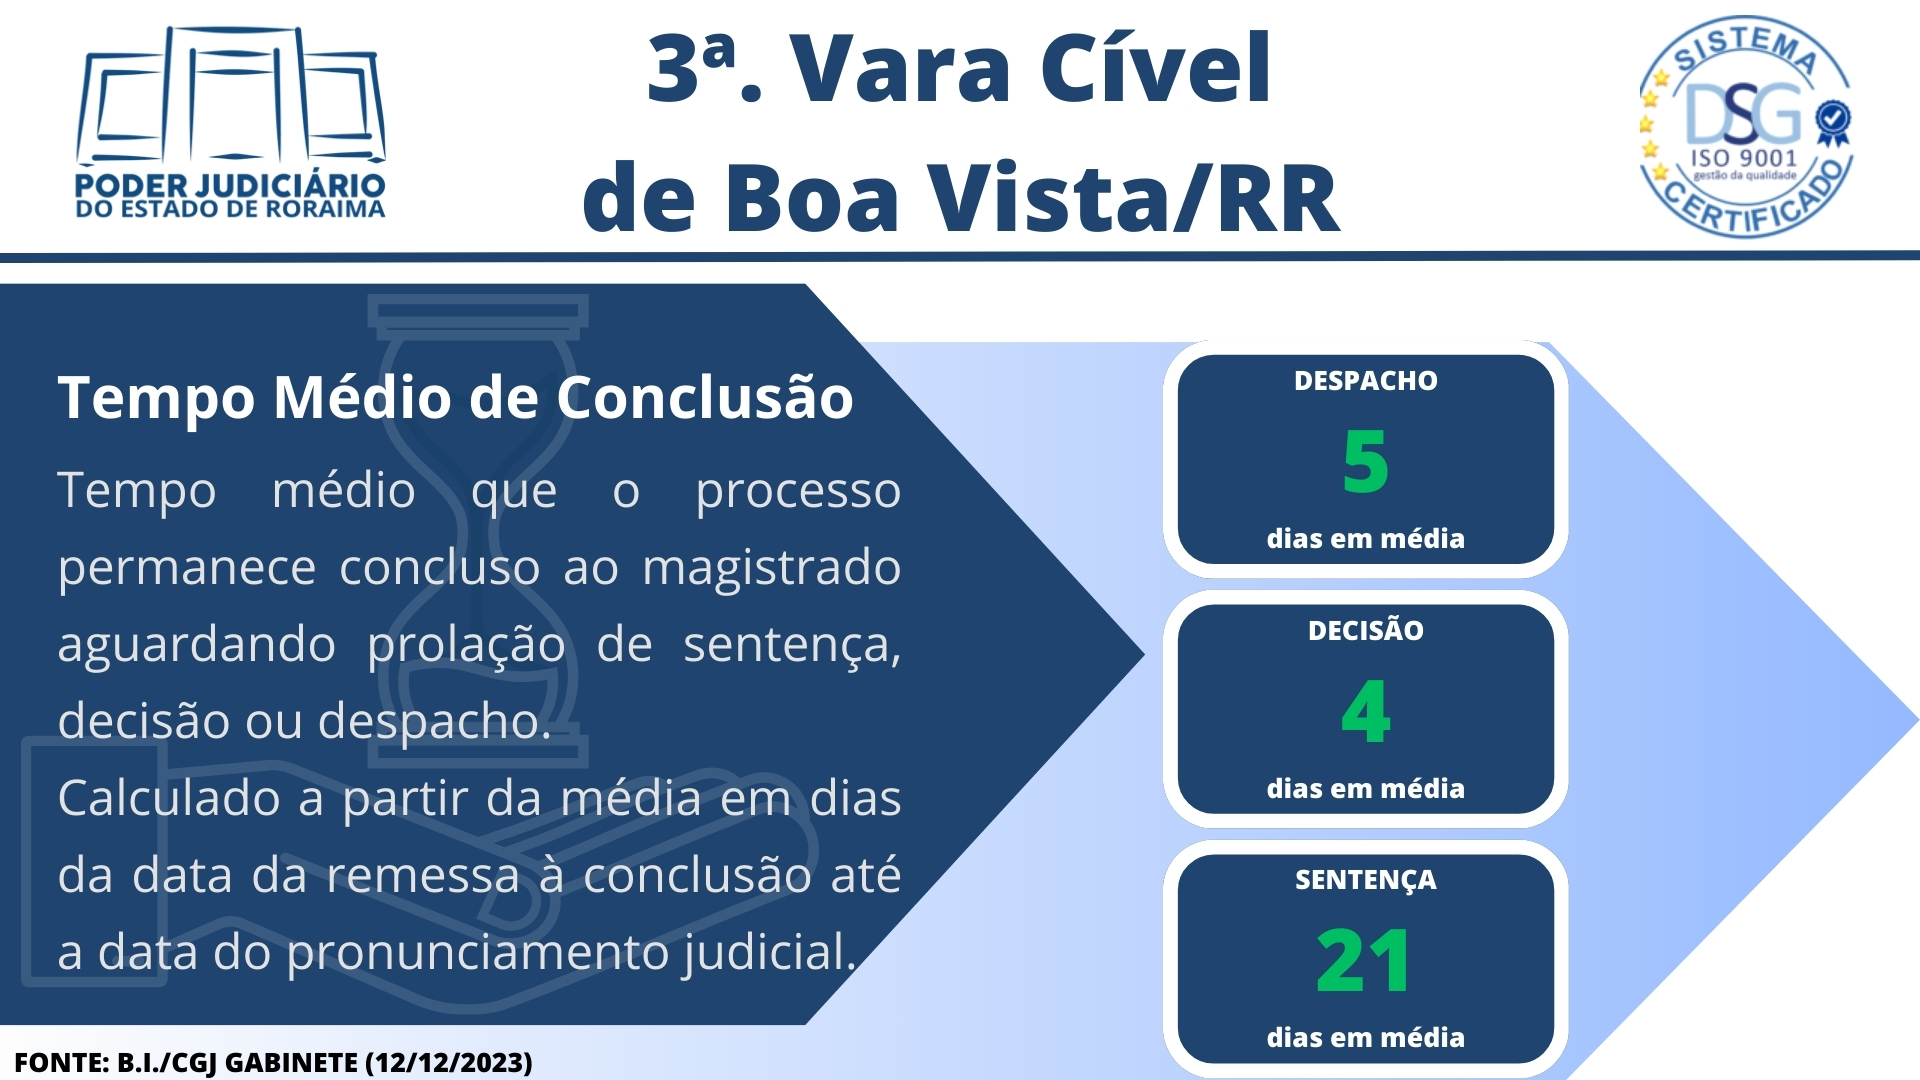 PODER JUDICIÁRIO
DO ESTADO DE RORAIMA
3ª. Vara Cível
de Boa Vista/RR
SISTEMA
DSG
ISO 9001
gestão da qualidade
CERTIFICADO
Tempo Médio de Conclusão
Tempo médio que o processo
permanece concluso ao magistrado
aguardando prolação de sentença,
decisão ou despacho.
Calculado a partir da média em dias
da data da remessa à conclusão até
a data do pronunciamento judicial.
DESPACHO
5
dias em média
DECISÃO
4
dias em média
SENTENÇA
21
dias em média
FONTE: B.I./CGJ GABINETE (12/12/2023)